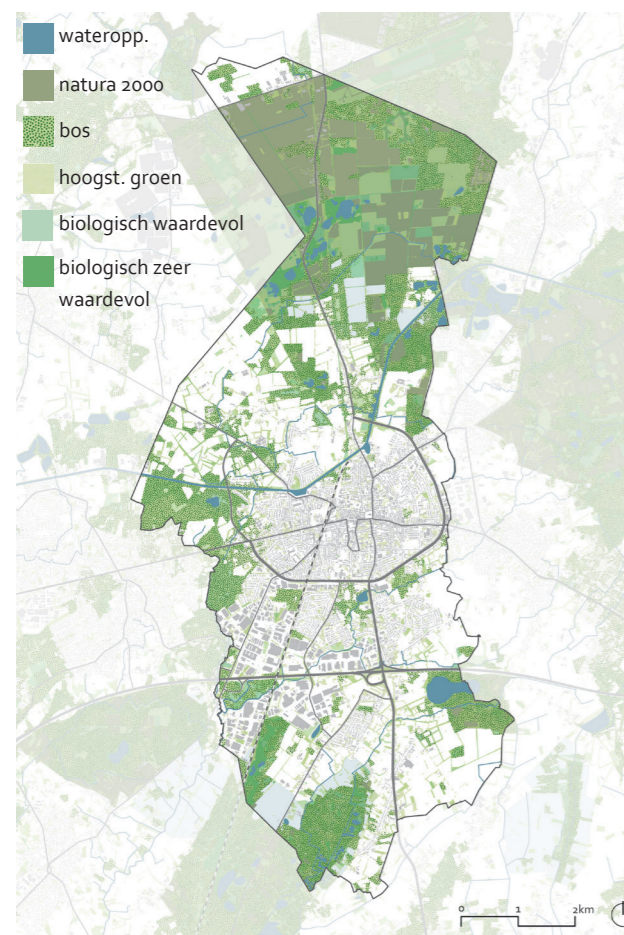 wateropp.
natura 2000
bos
hoogst. groen
biologisch waardevol
biologisch zeer
waardevol
0 1 2km